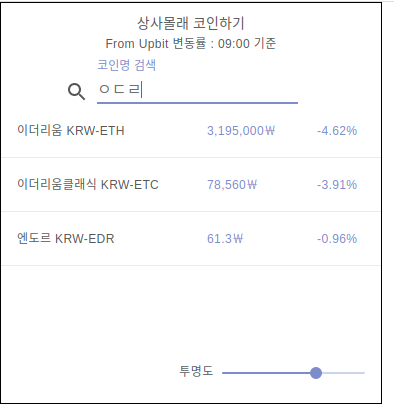 상사몰래 코인하기
From Upbit 변동률 : 09:00 기준
코인명 검색
ㅇㄷㄹ
이더리움 KRW-ETH 3,195,000₩ -4.62%
이더리움클래식 KRW-ETC 78,560₩ -3.91%
엔도르 KRW-EDR 61.3₩ -0.96%
투명도